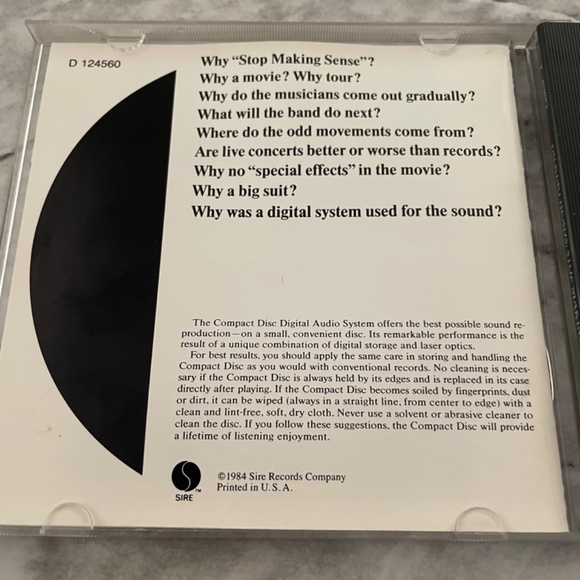 D 124560
Why "Stop Making Sense"?
Why a movie? Why tour?
Why do the musicians come out gradually?
What will the band do next?
Where do the odd movements come from?
Are live concerts better or worse than records?
Why no "special effects" in the movie?
Why a big suit?
Why was a digital system used for the sound?
The Compact Disc Digital Audio System offers the best possible sound re-
production—on a small, convenient disc. Its remarkable performance is the
result of a unique combination of digital storage and laser optics.
For best results, you should apply the same care in storing and handling the
Compact Disc as you would with conventional records. No cleaning is neces-
sary if the Compact Disc is always held by its edges and is replaced in its case
directly after playing. If the Compact Disc becomes soiled by fingerprints, dust
or dirt, it can be wiped (always in a straight line, from center to edge) with a
clean and lint-free, soft, dry cloth. Never use a solvent or abrasive cleaner to
clean the disc. If you follow these suggestions, the Compact Disc will provide
a lifetime of listening enjoyment.
SIRE
™
©1984 Sire Records Company
Printed in U.S.A.